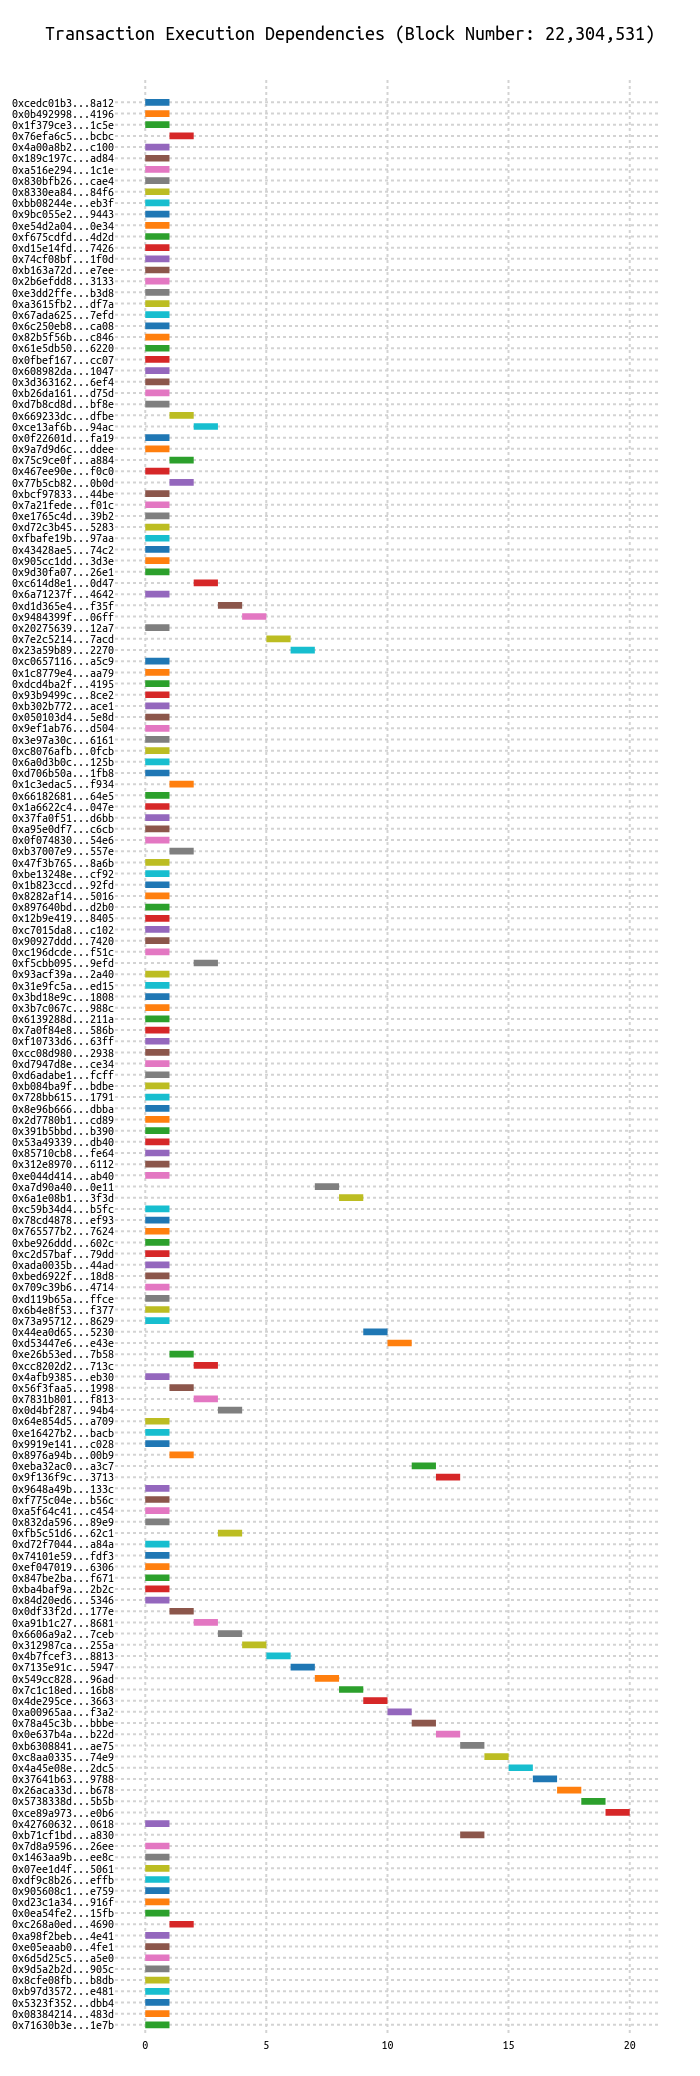 Transaction Execution Dependencies (Block Number: 22,304,531)
0xcedc01b3...8a12
0x0b492998...4196
0x1f379ce3...1c5e
0x76efa6c5...bcbc
0x4a00a8b2...c100
0x189c197c...ad84
0xa516e294...1c1e
0x830bfb26...cae4
0x8330ea84...84f6
0xbb08244e...eb3f
0x9bc055e2...9443
0xe54d2a04...0e34
0xf675cdfd...4d2d
0xd15e14fd...7426
0x74cf08bf...1f0d
0xb163a72d...e7ee
0x2b6efdd8...3133
0xe3dd2ffe...b3d8
0xa3615fb2...df7a
0x67ada625...7efd
0x6c250eb8...ca08
0x82b5f56b...c846
0x61e5db50...6220
0x0fbef167...cc07
0x608982da...1047
0x3d363162...6ef4
0xb26da161...d75d
0xd7b8cd8d...bf8e
0x669233dc...dfbe
0xce13af6b...94ac
0x0f22601d...fa19
0x9a7d9d6c...ddee
0x75c9ce0f...a884
0x467ee90e...f0c0
0x77b5cb82...0b0d
0xbcf97833...44be
0x7a21fede...f01c
0xe1765c4d...39b2
0xd72c3b45...5283
0xfbafe19b...97aa
0x43428ae5...74c2
0x905cc1dd...3d3e
0x9d30fa07...26e1
0xc614d8e1...0d47
0x6a71237f...4642
0xd1d365e4...f35f
0x9484399f...06ff
0x20275639...12a7
0x7e2c5214...7acd
0x23a59b89...2270
0xc0657116...a5c9
0x1c8779e4...aa79
0xdcd4ba2f...4195
0x93b9499c...8ce2
0xb302b772...ace1
0x050103d4...5e8d
0x9ef1ab76...d504
0x3e97a30c...6161
0xc8076afb...0fcb
0x6a0d3b0c...125b
0xd706b50a...1fb8
0x1c3edac5...f934
0x66182681...64e5
0x1a6622c4...047e
0x37fa0f51...d6bb
0xa95e0df7...c6cb
0x0f074830...54e6
0xb37007e9...557e
0x47f3b765...8a6b
0xbe13248e...cf92
0x1b823ccd...92fd
0x8282af14...5016
0x897640bd...d2b0
0x12b9e419...8405
0xc7015da8...c102
0x90927ddd...7420
0xc196dcde...f51c
0xf5cbb095...9efd
0x93acf39a...2a40
0x31e9fc5a...ed15
0x3bd18e9c...1808
0x3b7c067c...988c
0x6139288d...211a
0x7a0f84e8...586b
0xf10733d6...63ff
0xcc08d980...2938
0xd7947d8e...ce34
0xd6adabe1...fcff
0xb084ba9f...bdbe
0x728bb615...1791
0x8e96b666...dbba
0x2d7780b1...cd89
0x391b5bbd...b390
0x53a49339...db40
0x85710cb8...fe64
0x312e8970...6112
0xe044d414...ab40
0xa7d90a40...0e11
0x6a1e08b1...3f3d
0xc59b34d4...b5fc
0x78cd4878...ef93
0x765577b2...7624
0xbe926ddd...602c
0xc2d57baf...79dd
0xada0035b...44ad
0xbed6922f...18d8
0x709c39b6...4714
0xd119b65a...ffce
0x6b4e8f53...f377
0x73a95712...8629
0x44ea0d65...5230
0xd53447e6...e43e
0xe26b53ed...7b58
0xcc8202d2...713c
0x4afb9385...eb30
0x56f3faa5...1998
0x7831b801...f813
0x0d4bf287...94b4
0x64e854d5...a709
0xe16427b2...bacb
0x9919e141...c028
0x8976a94b...00b9
0xeba32ac0...a3c7
0x9f136f9c...3713
0x9648a49b...133c
0xf775c04e...b56c
0xa5f64c41...c454
0x832da596...89e9
0xfb5c51d6...62c1
0xd72f7044...a84a
0x74101e59...fdf3
0xef047019...6306
0x847be2ba...f671
0xba4baf9a...2b2c
0x84d20ed6...5346
0x0df33f2d...177e
0xa91b1c27...8681
0x6606a9a2...7ceb
0x312987ca...255a
0x4b7fcef3...8813
0x7135e91c...5947
0x549cc828...96ad
0x7c1c18ed...16b8
0x4de295ce...3663
0xa00965aa...f3a2
0x78a45c3b...bbbe
0x0e637b4a...b22d
0xb6308841...ae75
0xc8aa0335...74e9
0x4a45e08e...2dc5
0x37641b63...9788
0x26aca33d...b678
0x5738338d...5b5b
0xce89a973...e0b6
0x42760632...0618
0xb71cf1bd...a830
0x7d8a9596...26ee
0x1463aa9b...ee8c
0x07ee1d4f...5061
0xdf9c8b26...effb
0x905608c1...e759
0xd23c1a34...916f
0x0ea54fe2...15fb
0xc268a0ed...4690
0xa98f2beb...4e41
0xe05eaab0...4fe1
0x6d5d25c5...a5e0
0x9d5a2b2d...905c
0x8cfe08fb...b8db
0xb97d3572...e481
0x5323f352...dbb4
0x08384214...483d
0x71630b3e...1e7b
0 5 10 15 20